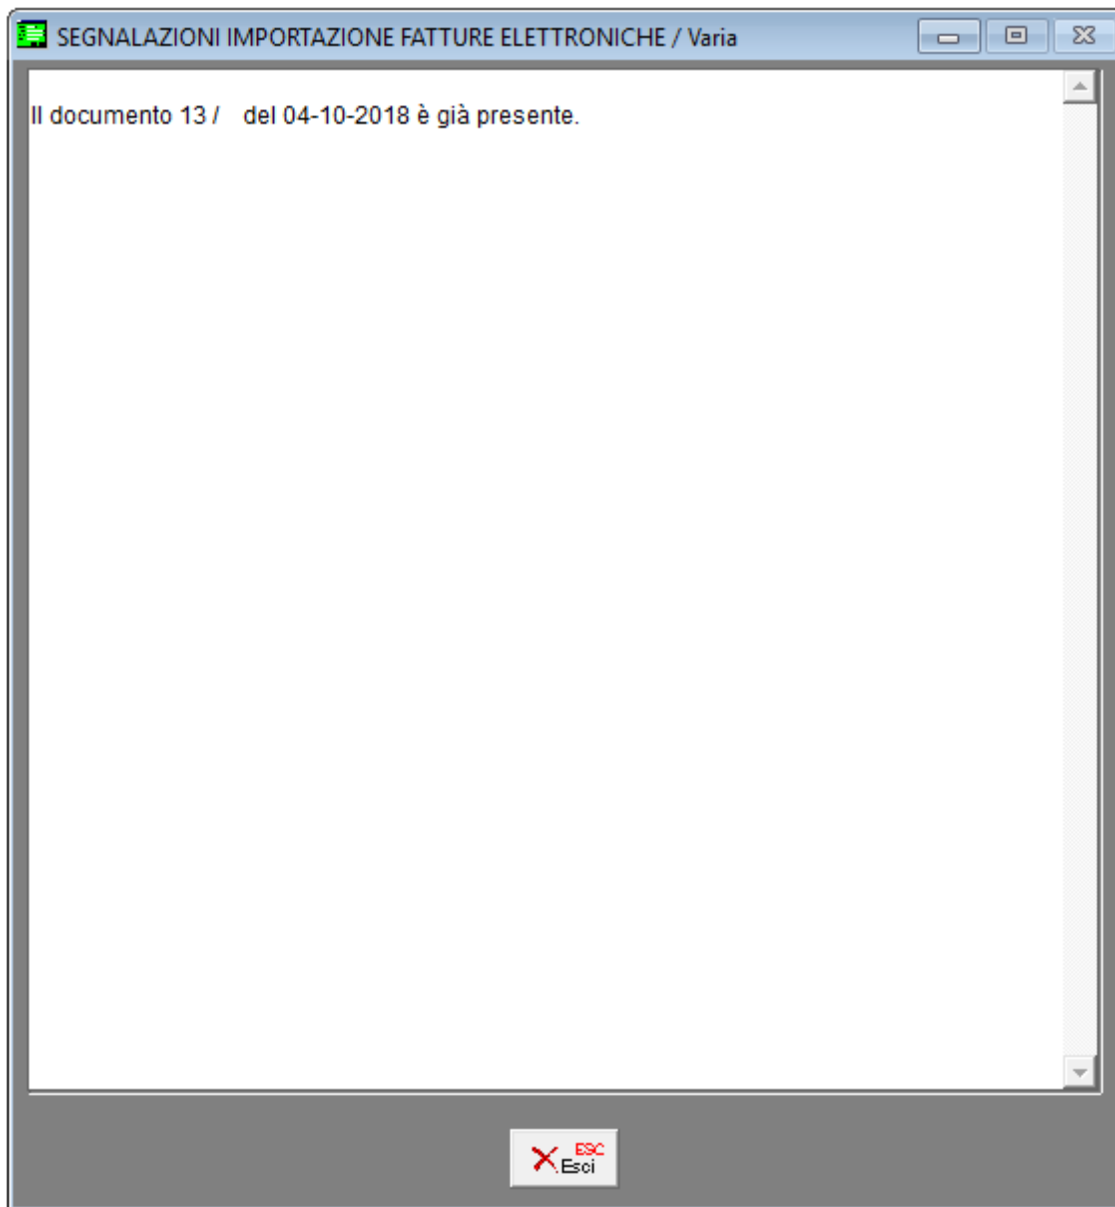 SEGNALAZIONI IMPORTAZIONE FATTURE ELETTRONICHE / Varia
Il documento 13 /    del 04-10-2018 è già presente.
ESC
Esci